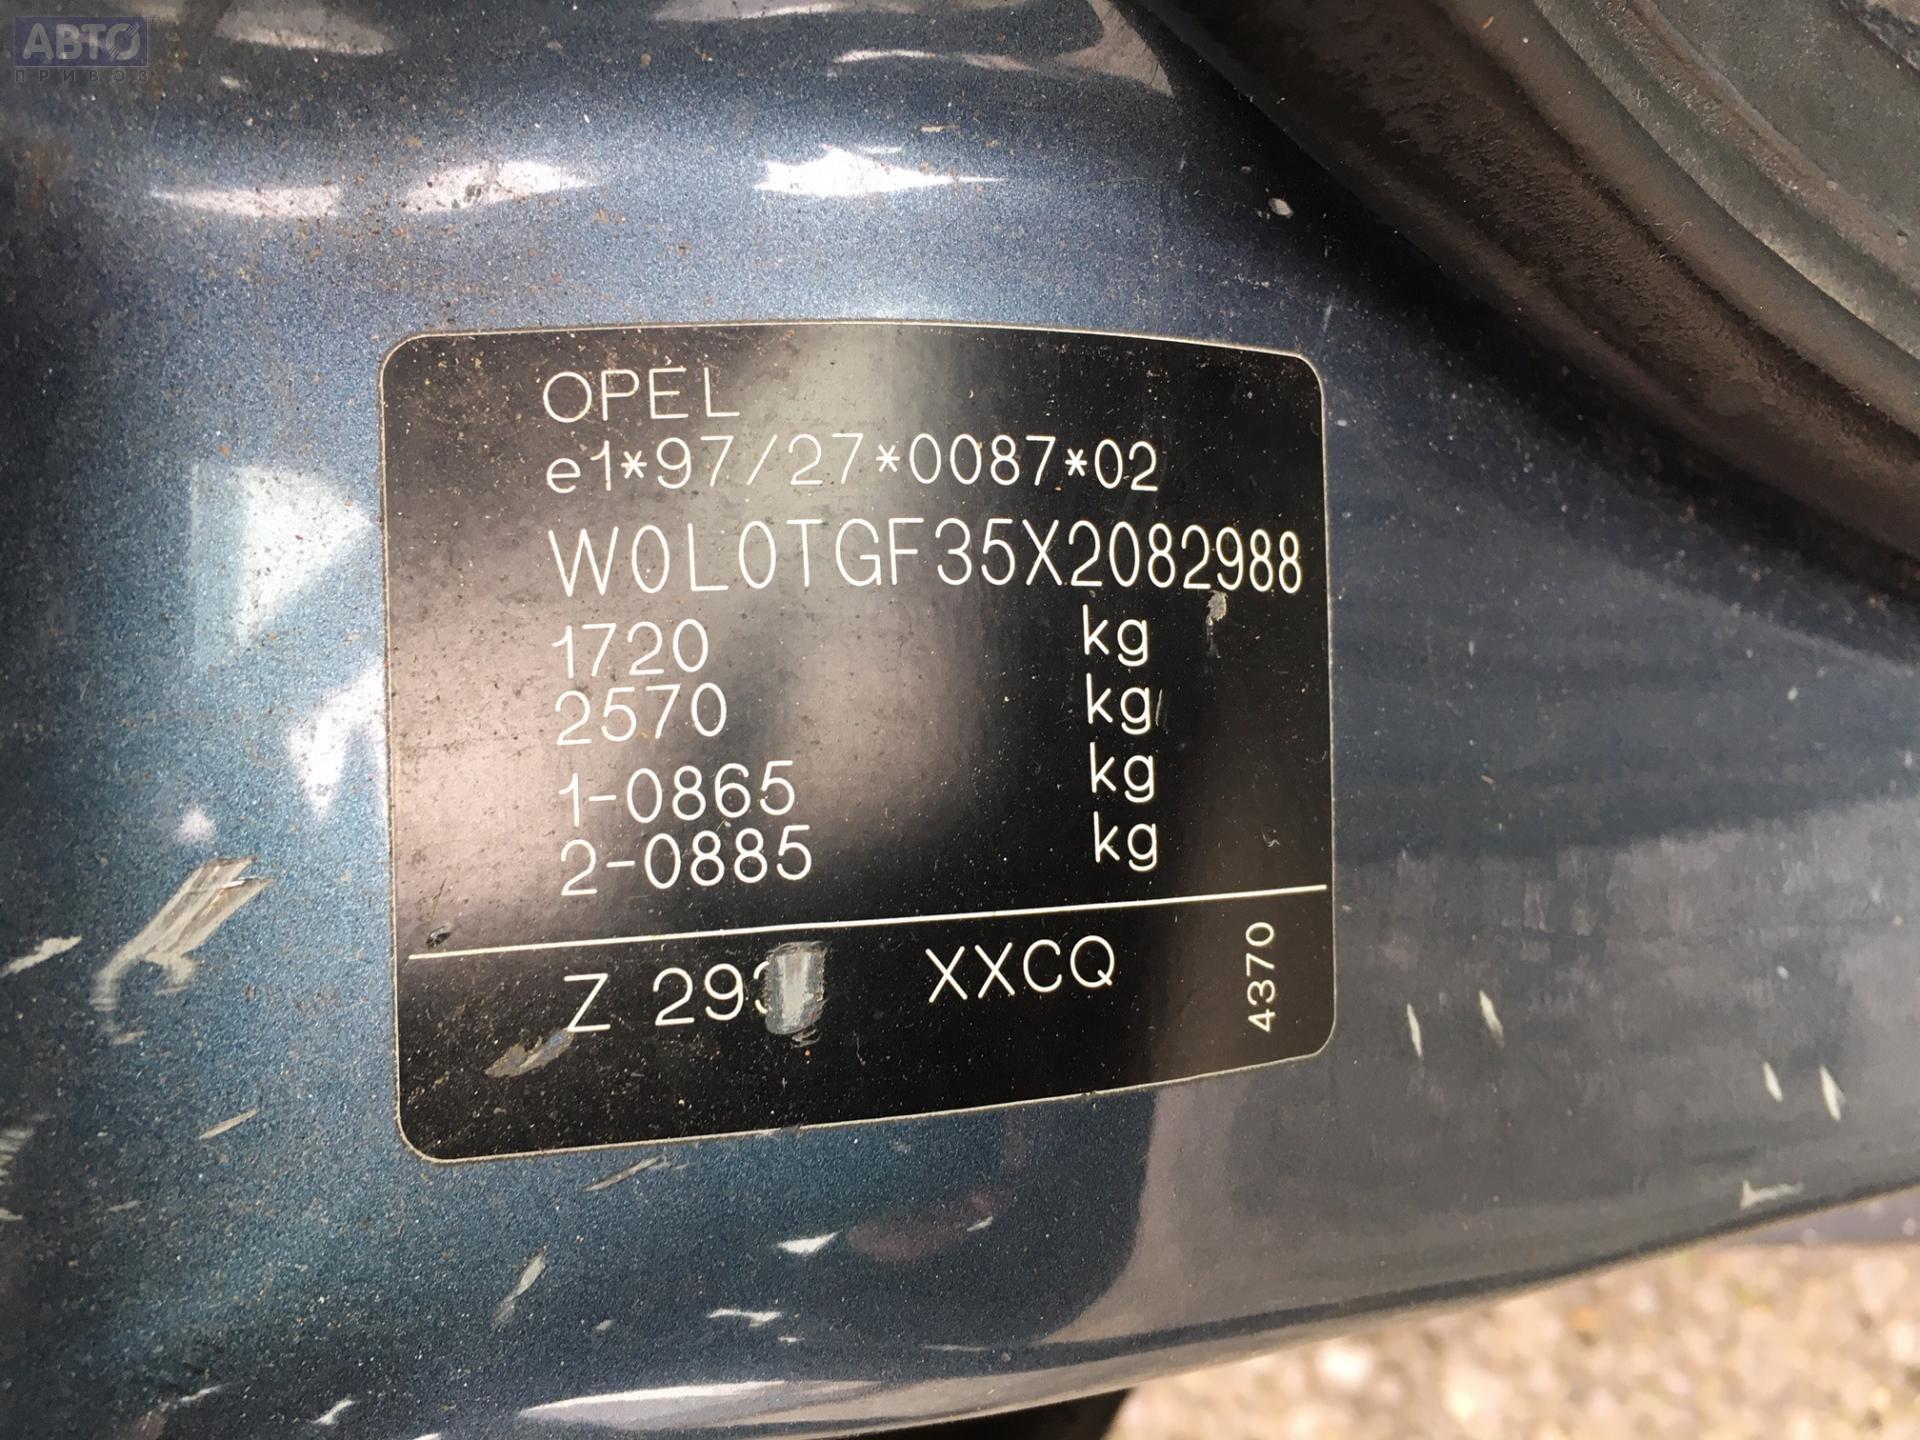 АВТО
ПРИВОЗ
OPEL
e1*97/27*0087*02
W0L0TGF35X2082988
1720 kg
2570 kg
1-0865 kg
2-0885 kg
Z XXCQ
4370